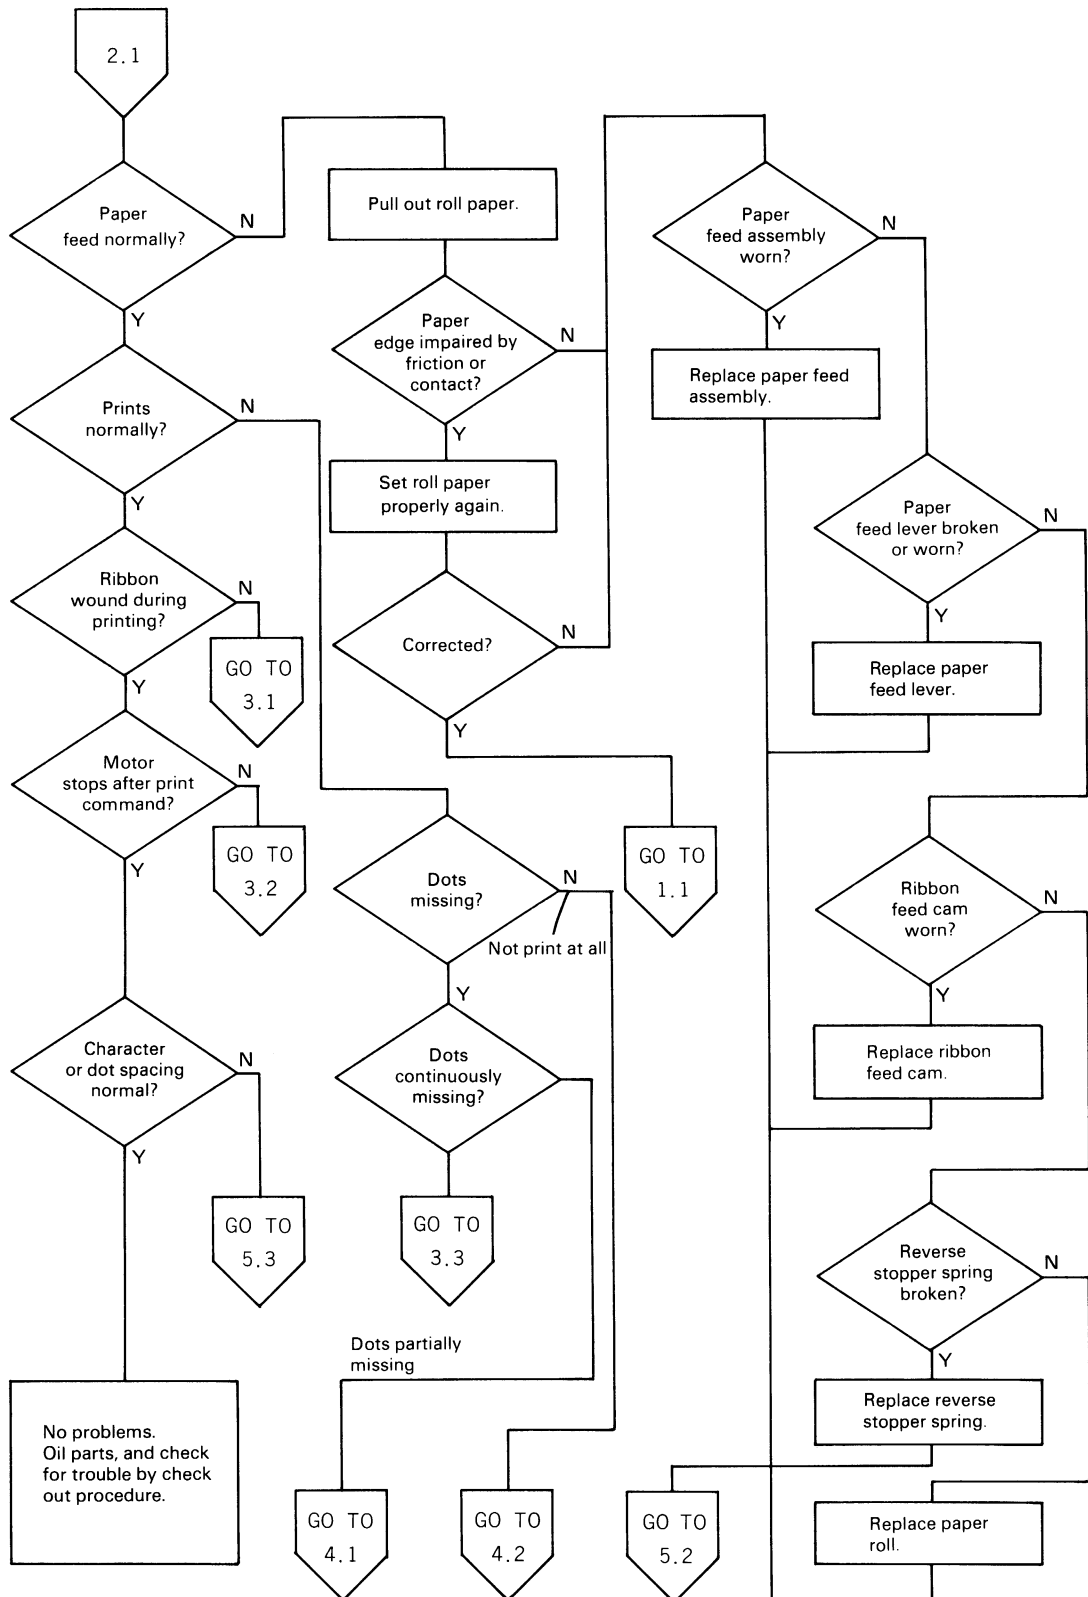 2.1
Paper
feed normally?
N
Y
Prints
normally?
N
Y
Ribbon
wound during
printing?
N
GO TO
3.1
Y
Motor
stops after print
command?
N
GO TO
3.2
Y
Character
or dot spacing
normal?
N
GO TO
5.3
Y
No problems.
Oil parts, and check
for trouble by check
out procedure.
Pull out roll paper.
Paper
edge impaired by
friction or
contact?
N
Y
Set roll paper
properly again.
Corrected?
N
Y
GO TO
1.1
Dots
missing?
N
Not print at all
Y
Dots
continuously
missing?
GO TO
3.3
Dots partially
missing
GO TO
4.1
GO TO
4.2
Paper
feed assembly
worn?
N
Y
Replace paper feed
assembly.
Paper
feed lever broken
or worn?
N
Y
Replace paper
feed lever.
Ribbon
feed cam
worn?
N
Y
Replace ribbon
feed cam.
Reverse
stopper spring
broken?
N
Y
Replace reverse
stopper spring.
GO TO
5.2
Replace paper
roll.